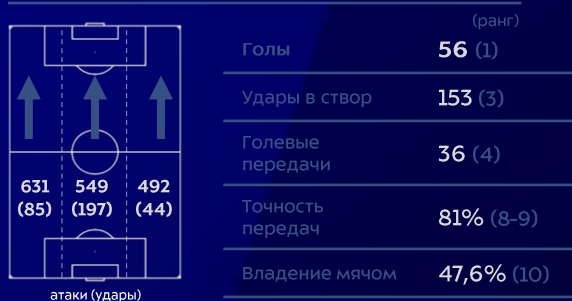 (ранг)
Голы 56 (1)
Удары в створ 153 (3)
Голевые
передачи 36 (4)
Точность
передач 81% (8-9)
Владение мячом 47,6% (10)
631 549 492
(85) (197) (44)
атаки (удары)